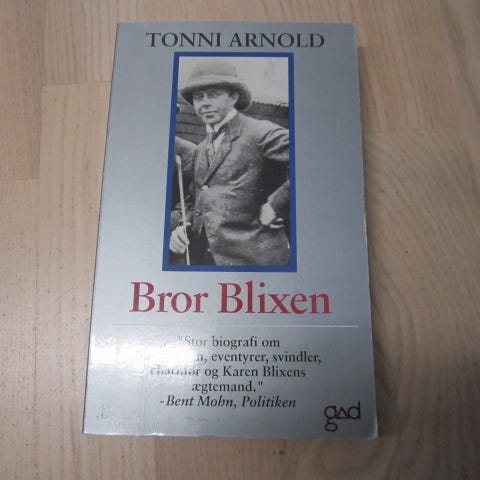 TONNI ARNOLD
Bror Blixen
"Stor biografi om
eventyrer, svindler,
og Karen Blixens
ægtemand."
-Bent Mohn, Politiken
gad